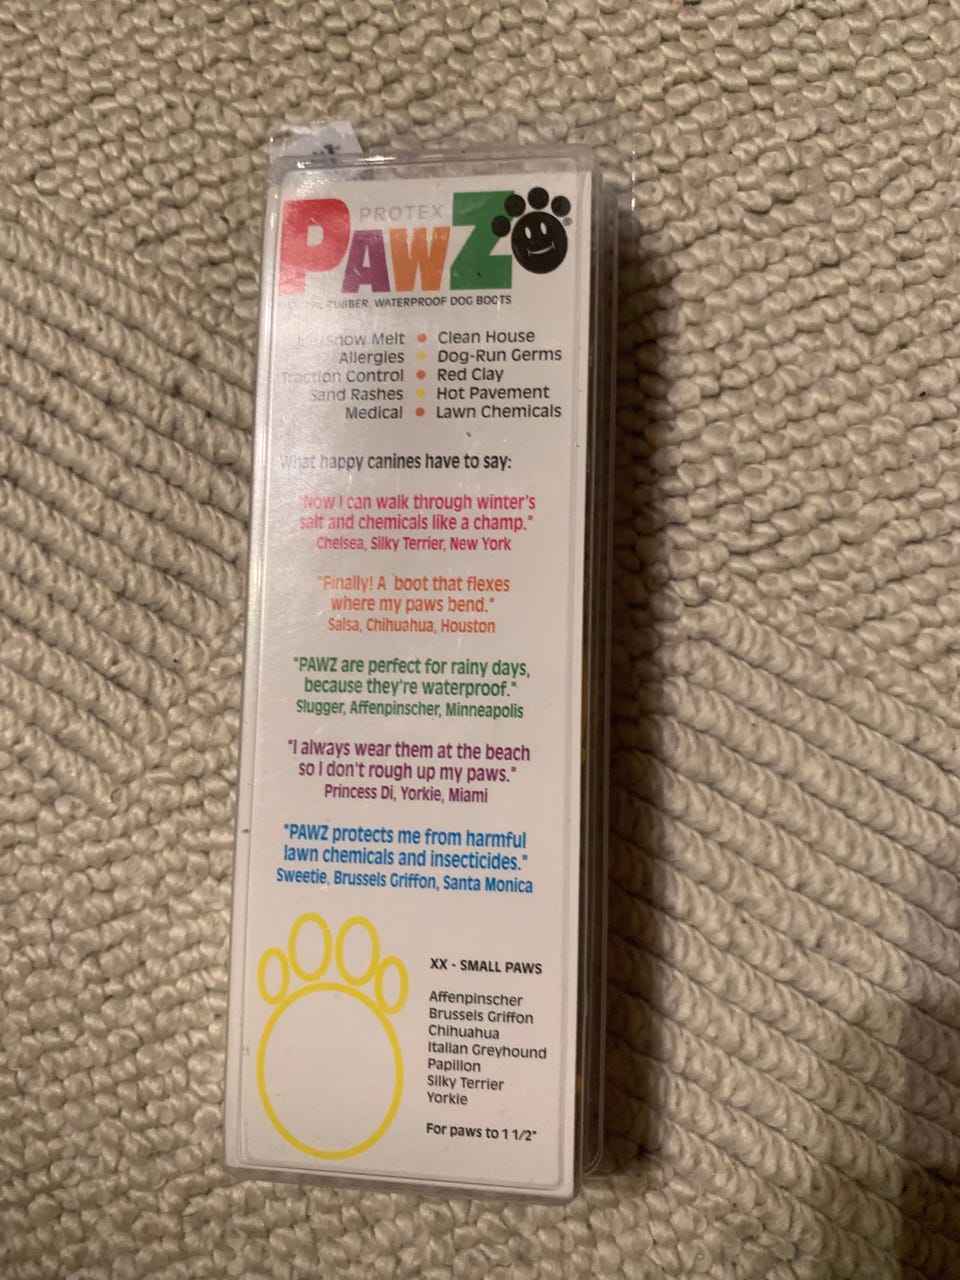 PROTEX
PAWZ
®
NATURAL RUBBER, WATERPROOF DOG BOOTS
Snow Melt • Clean House
Allergies • Dog-Run Germs
Traction Control • Red Clay
Sand Rashes • Hot Pavement
Medical • Lawn Chemicals
What happy canines have to say:
"Now I can walk through winter's
salt and chemicals like a champ."
Chelsea, Silky Terrier, New York
"Finally! A boot that flexes
where my paws bend."
Salsa, Chihuahua, Houston
"PAWZ are perfect for rainy days,
because they're waterproof."
Slugger, Affenpinscher, Minneapolis
"I always wear them at the beach
so I don't rough up my paws."
Princess Di, Yorkie, Miami
"PAWZ protects me from harmful
lawn chemicals and insecticides."
Sweetie, Brussels Griffon, Santa Monica
XX - SMALL PAWS
Affenpinscher
Brussels Griffon
Chihuahua
Italian Greyhound
Papillon
Silky Terrier
Yorkie
For paws to 1 1/2"